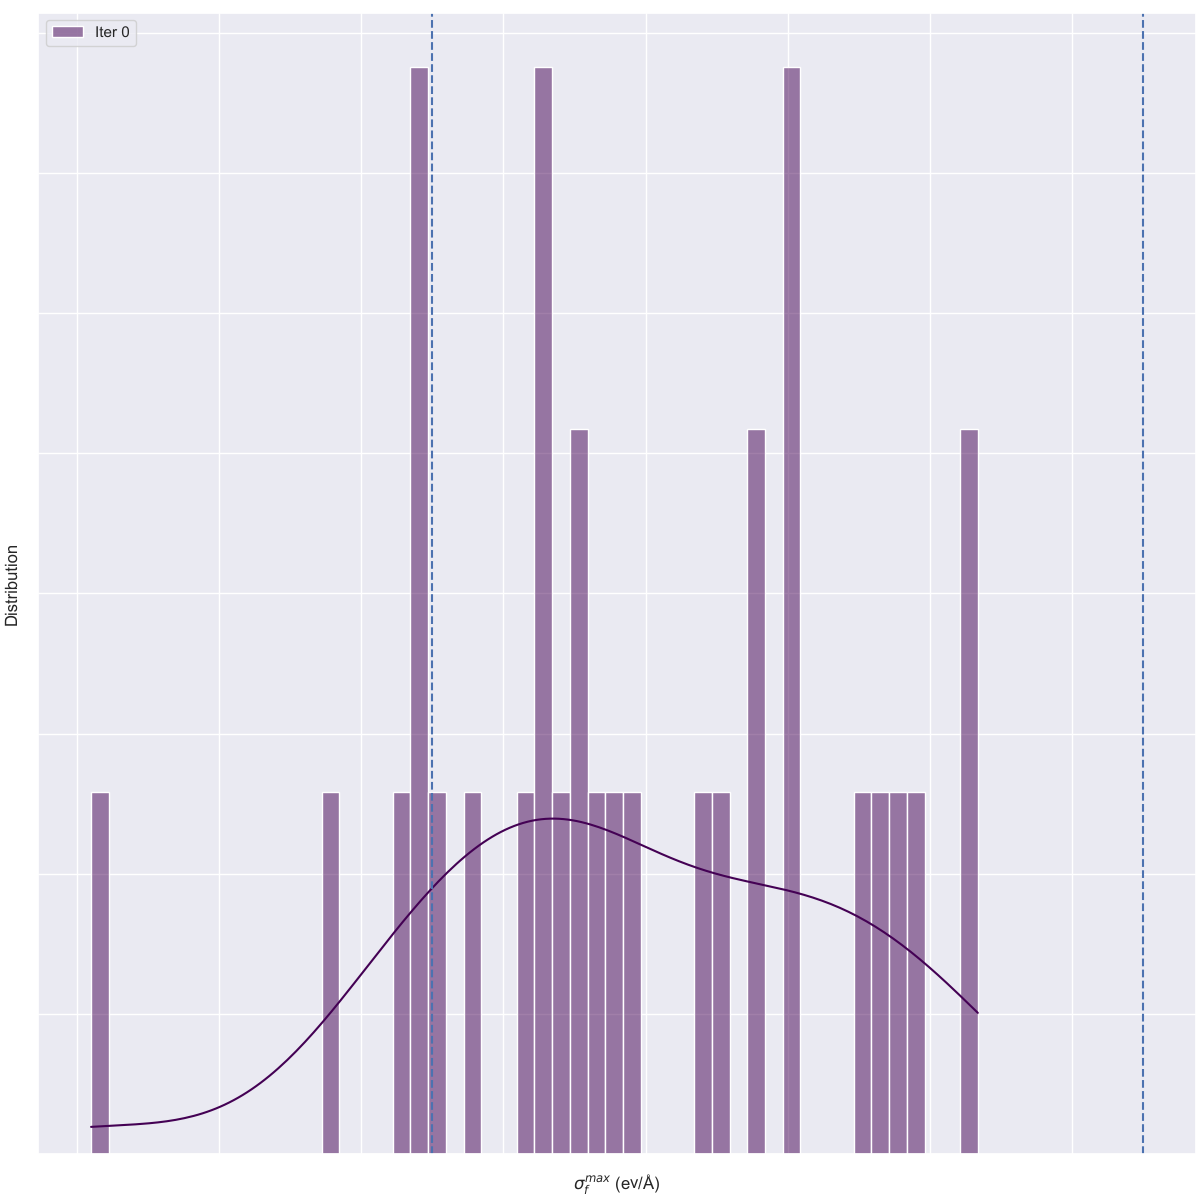 Iter 0
Distribution
σ_f^{max} (ev/Å)